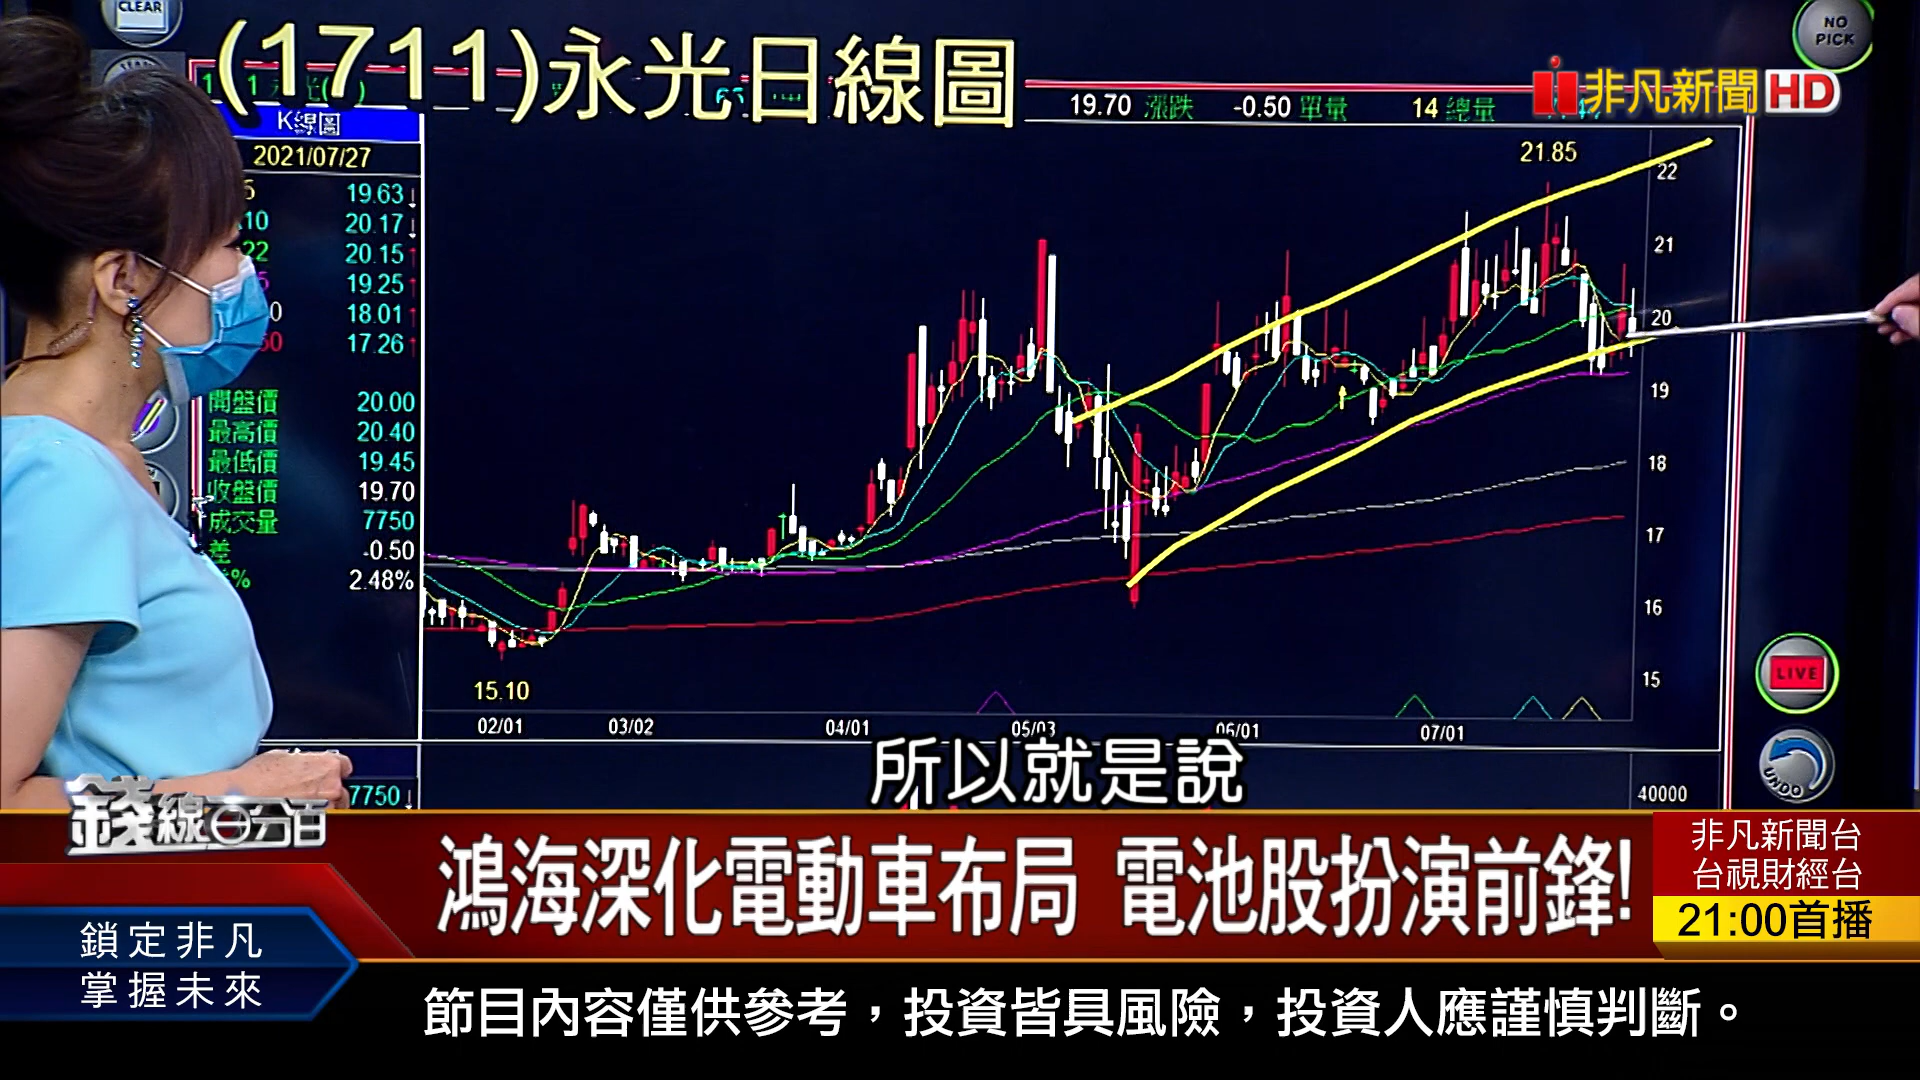 CLEAR
NO
PICK
(1711)永光日線圖
非凡新聞HD
19.70 漲跌 -0.50 單量 14 總量
K線圖
2021/07/27
19.63
10 20.17
22 20.15
19.25
18.01
17.26
開盤價 20.00
最高價 20.40
最低價 19.45
收盤價 19.70
成交量 7750
差 -0.50
% 2.48%
21.85
22
21
20
19
18
17
16
15
15.10
02/01 03/02 04/01 05/03 06/01 07/01
LIVE
UNDO
7750
40000
所以就是說
錢線百分百
鴻海深化電動車布局 電池股扮演前鋒!
非凡新聞台
台視財經台
21:00首播
鎖定非凡
掌握未來
節目內容僅供參考，投資皆具風險，投資人應謹慎判斷。